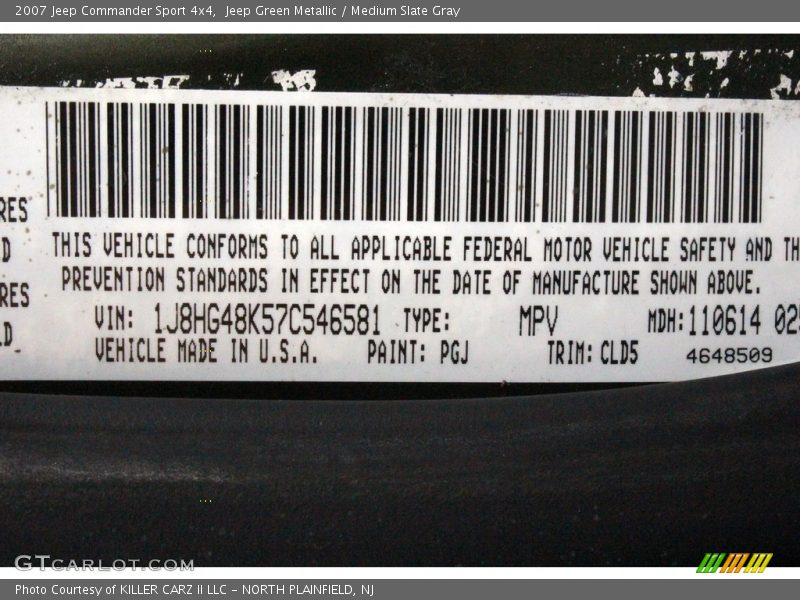 2007 Jeep Commander Sport 4x4,  Jeep Green Metallic / Medium Slate Gray
RES
D
RES
D.
THIS VEHICLE CONFORMS TO ALL APPLICABLE FEDERAL MOTOR VEHICLE SAFETY AND TH
PREVENTION STANDARDS IN EFFECT ON THE DATE OF MANUFACTURE SHOWN ABOVE.
VIN: 1J8HG48K57C546581 TYPE: MPV MDH:110614 02
VEHICLE MADE IN U.S.A. PAINT: PGJ TRIM: CLD5 4648509
GTCARLOT.COM
Photo Courtesy of KILLER CARZ II LLC – NORTH PLAINFIELD, NJ